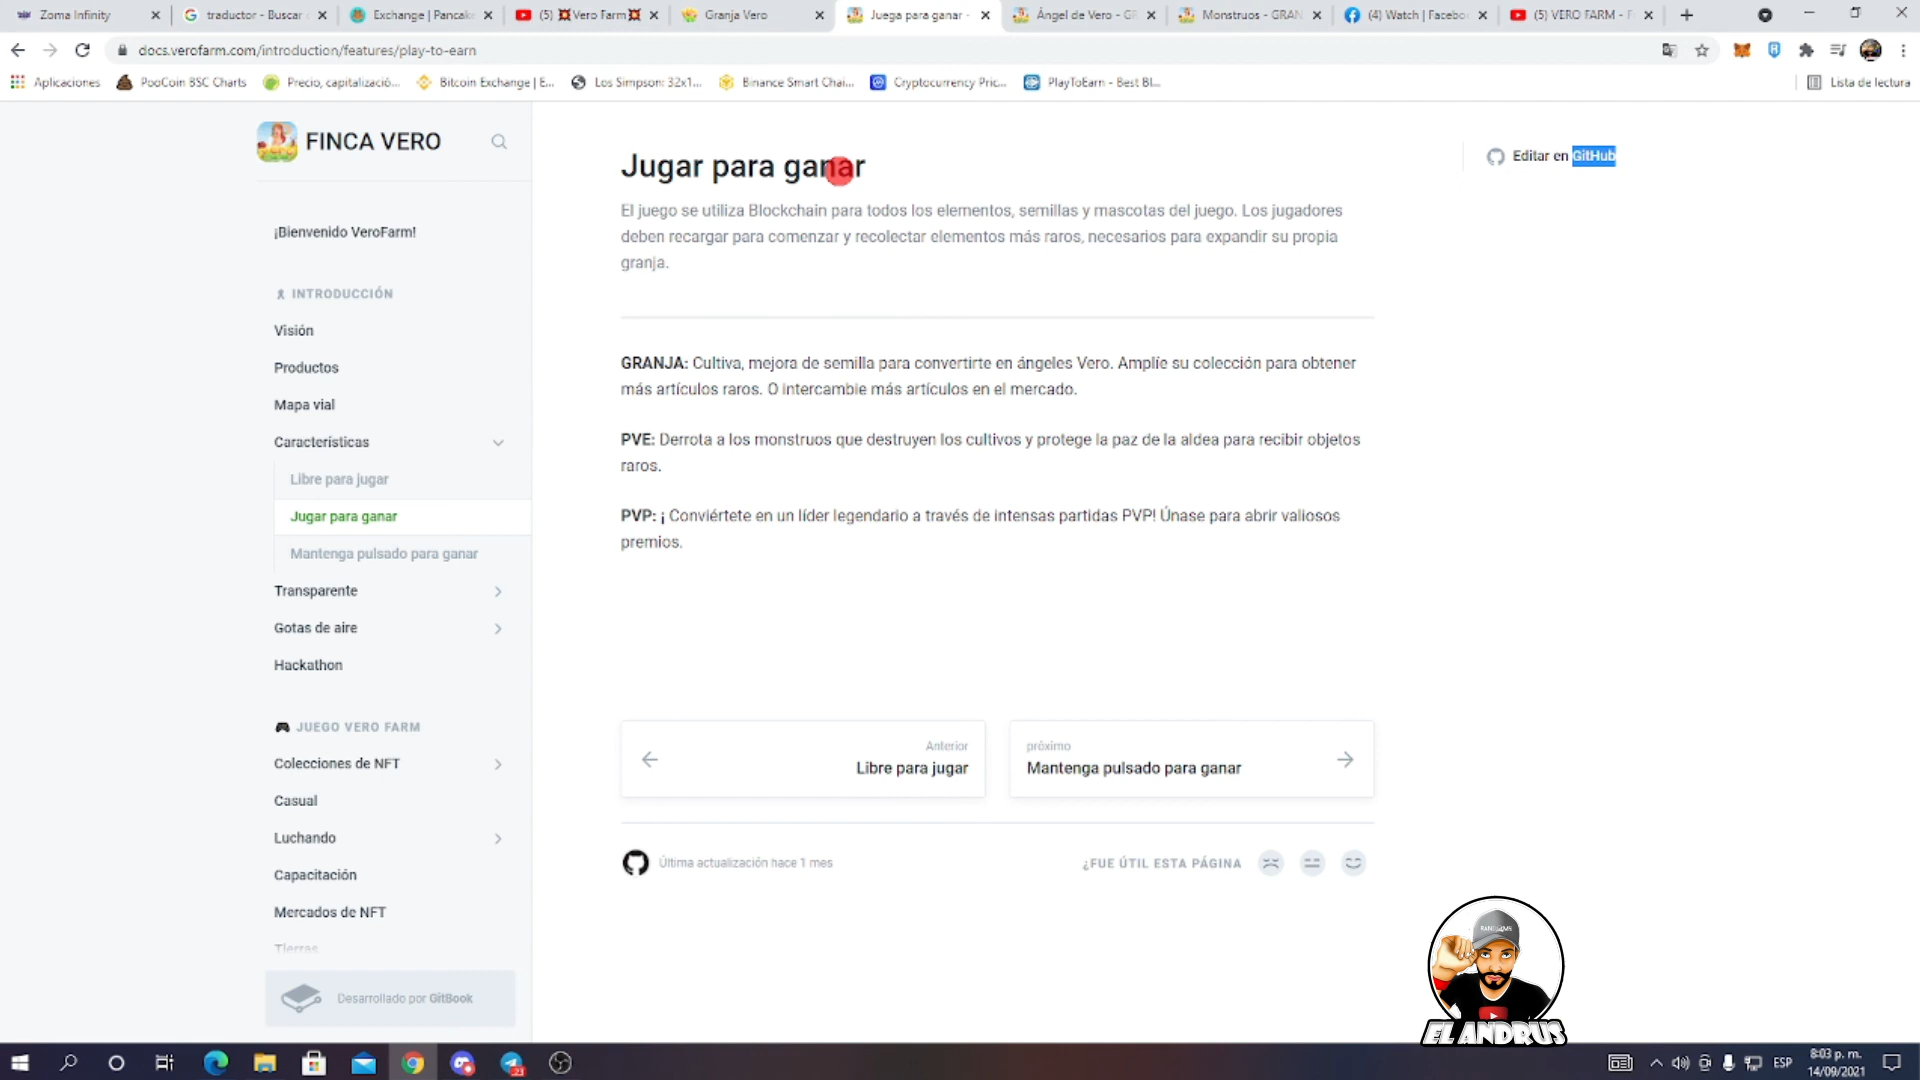 Zoma Infinity
traductor - Buscar
Exchange | Pancak
(5) 💥Vero Farm💥
Granja Vero
Juega para ganar -
Ángel de Vero - G
Monstruos - GRAN
(4) Watch | Facebo
(5) VERO FARM - F
docs.verofarm.com/introduction/features/play-to-earn
Aplicaciones
PooCoin BSC Charts
Precio, capitalizació...
Bitcoin Exchange | E...
Los Simpson: 32x1...
Binance Smart Chai...
Cryptocurrency Pric...
PlayToEarn - Best Bl...
Lista de lectura
FINCA VERO
¡Bienvenido VeroFarm!
INTRODUCCIÓN
Visión
Productos
Mapa vial
Características
Libre para jugar
Jugar para ganar
Mantenga pulsado para ganar
Transparente
Gotas de aire
Hackathon
JUEGO VERO FARM
Colecciones de NFT
Casual
Luchando
Capacitación
Mercados de NFT
Tierras
Desarrollado por GitBook
Jugar para ganar
El juego se utiliza Blockchain para todos los elementos, semillas y mascotas del juego. Los jugadores
deben recargar para comenzar y recolectar elementos más raros, necesarios para expandir su propia
granja.
GRANJA: Cultiva, mejora de semilla para convertirte en ángeles Vero. Amplíe su colección para obtener
más artículos raros. O intercambie más artículos en el mercado.
PVE: Derrota a los monstruos que destruyen los cultivos y protege la paz de la aldea para recibir objetos
raros.
PVP: ¡ Conviértete en un líder legendario a través de intensas partidas PVP! Únase para abrir valiosos
premios.
Anterior
Libre para jugar
próximo
Mantenga pulsado para ganar
Última actualización hace 1 mes
¿FUE ÚTIL ESTA PÁGINA
Editar en GitHub
EL ANDRUS
ESP
8:03 p. m.
14/09/2021